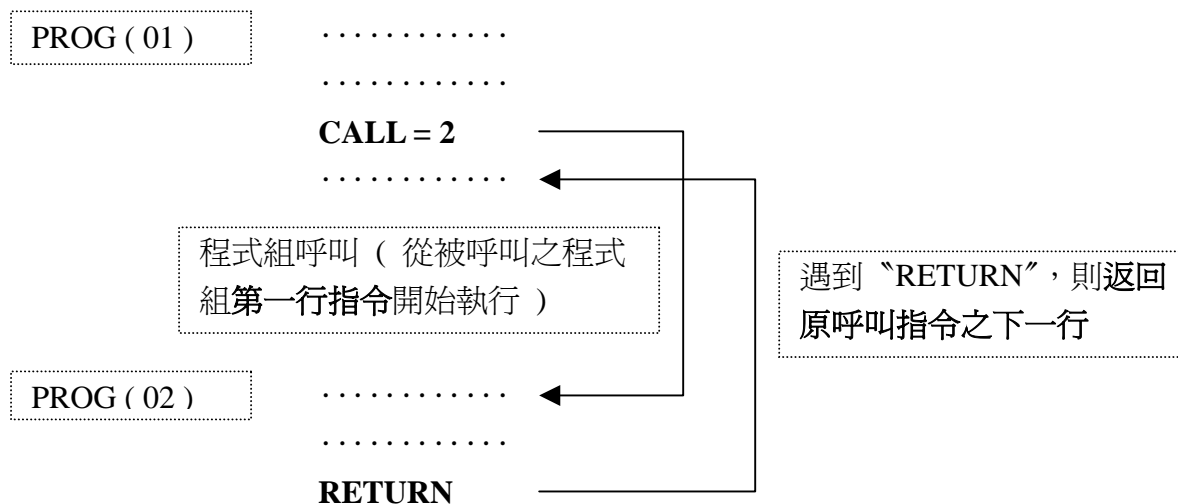 PROG ( 01 )
............
............
CALL = 2
............
程式組呼叫 ( 從被呼叫之程式
組第一行指令開始執行 )
遇到〝RETURN〞,則返回
原呼叫指令之下一行
PROG ( 02 )
............
............
RETURN